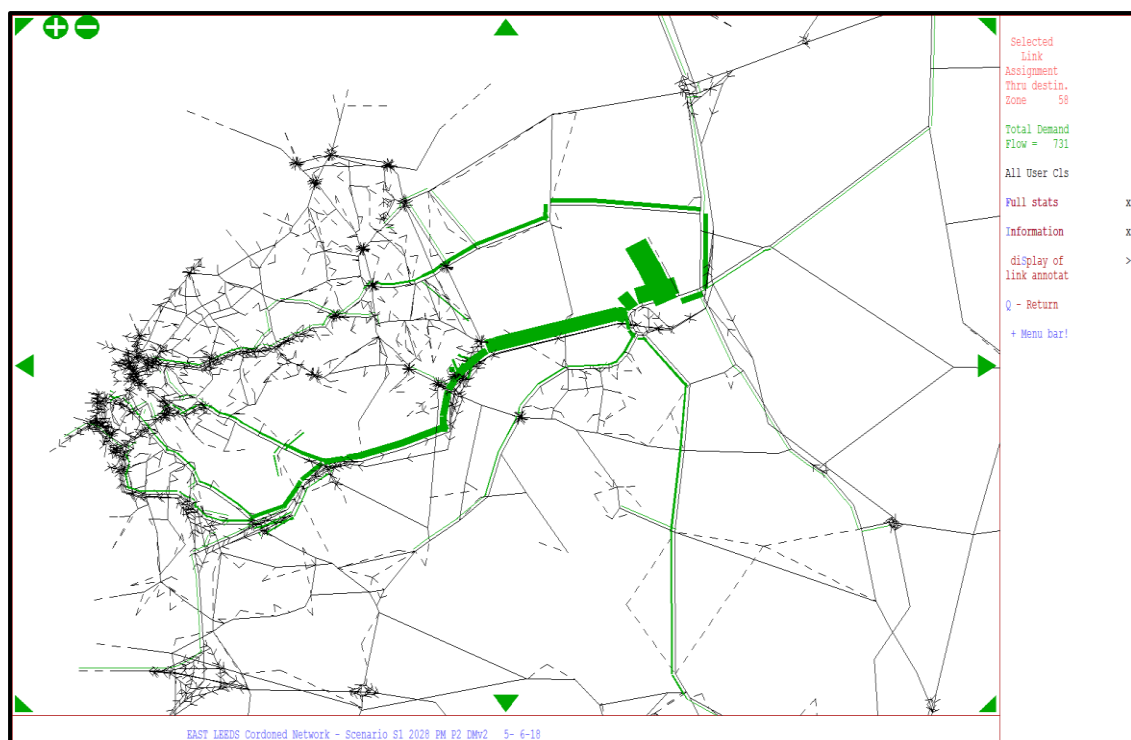 Selected
Link
Assignment
Thru destin.
Zone 58
Total Demand
Flow = 731
All User Cls
Full stats x
Information x
diSplay of >
link annotat
Q - Return
+ Menu bar!
EAST LEEDS Cordoned Network - Scenario S1 2028 PM P2 DMv2 5- 6-18